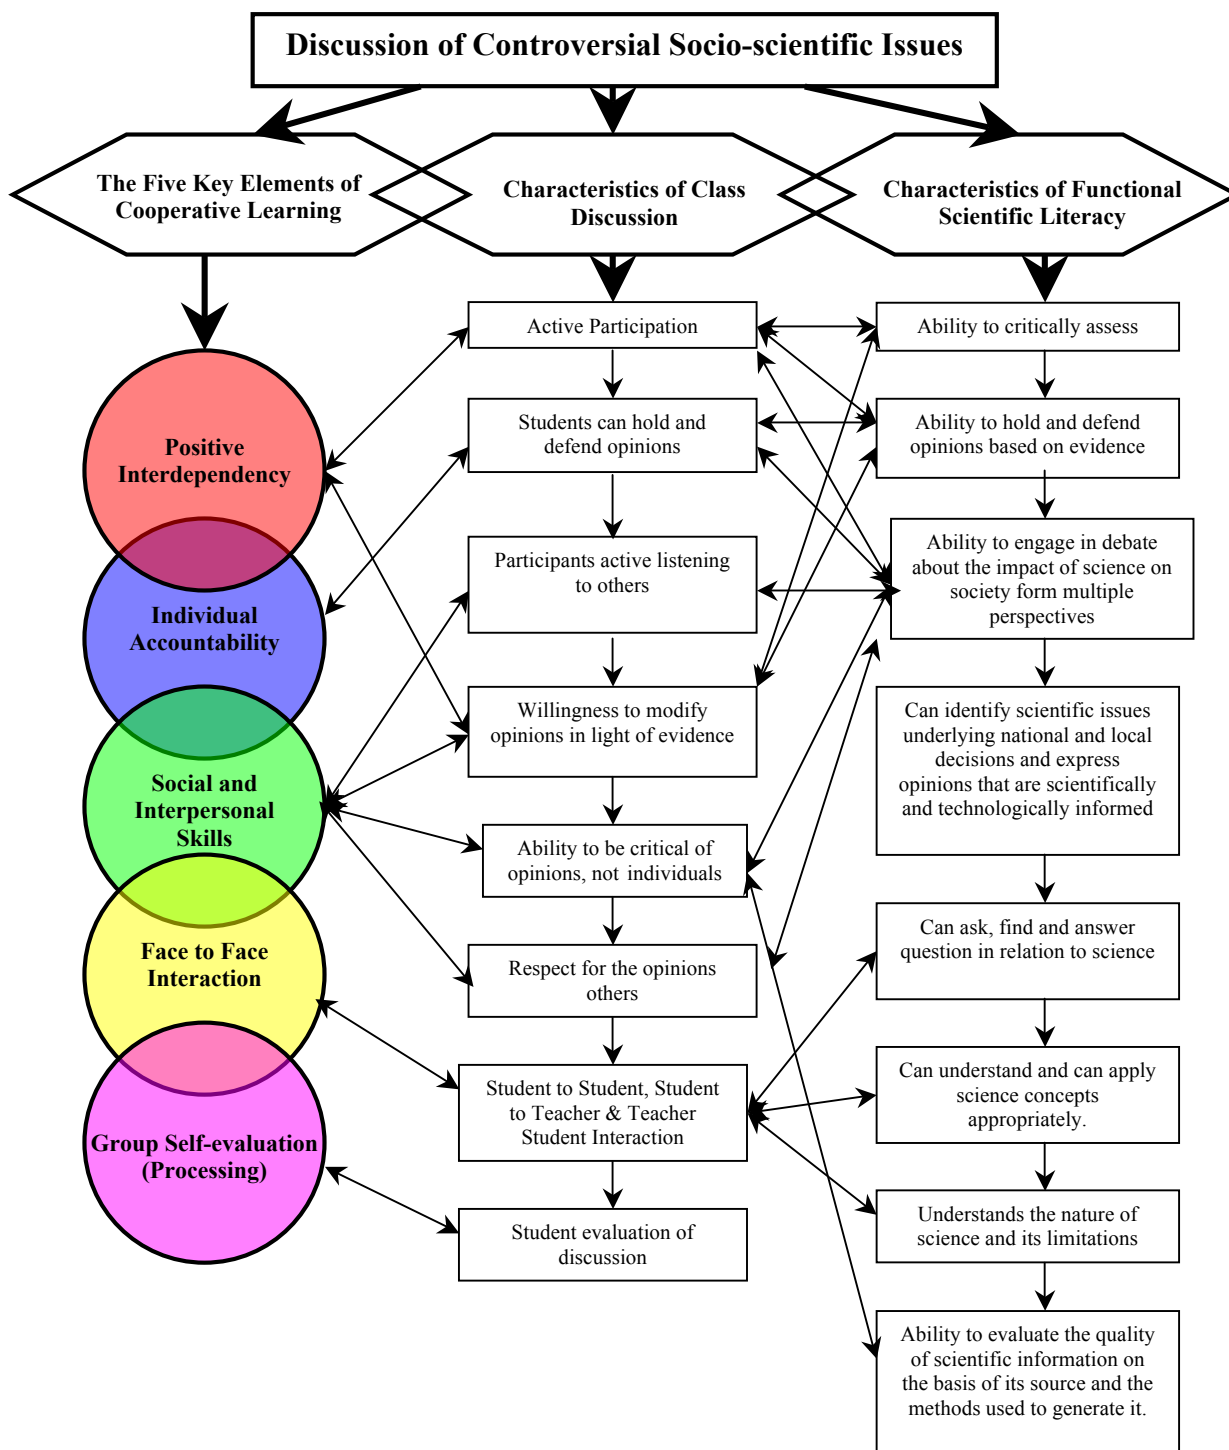 Discussion of Controversial Socio-scientific Issues
The Five Key Elements of
Cooperative Learning
Characteristics of Class
Discussion
Characteristics of Functional
Scientific Literacy
Positive
Interdependency
Individual
Accountability
Social and
Interpersonal
Skills
Face to Face
Interaction
Group Self-evaluation
(Processing)
Active Participation
Students can hold and
defend opinions
Participants active listening
to others
Willingness to modify
opinions in light of evidence
Ability to be critical of
opinions, not individuals
Respect for the opinions
others
Student to Student, Student
to Teacher & Teacher
Student Interaction
Student evaluation of
discussion
Ability to critically assess
Ability to hold and defend
opinions based on evidence
Ability to engage in debate
about the impact of science on
society form multiple
perspectives
Can identify scientific issues
underlying national and local
decisions and express
opinions that are scientifically
and technologically informed
Can ask, find and answer
question in relation to science
Can understand and can apply
science concepts
appropriately.
Understands the nature of
science and its limitations
Ability to evaluate the quality
of scientific information on
the basis of its source and the
methods used to generate it.